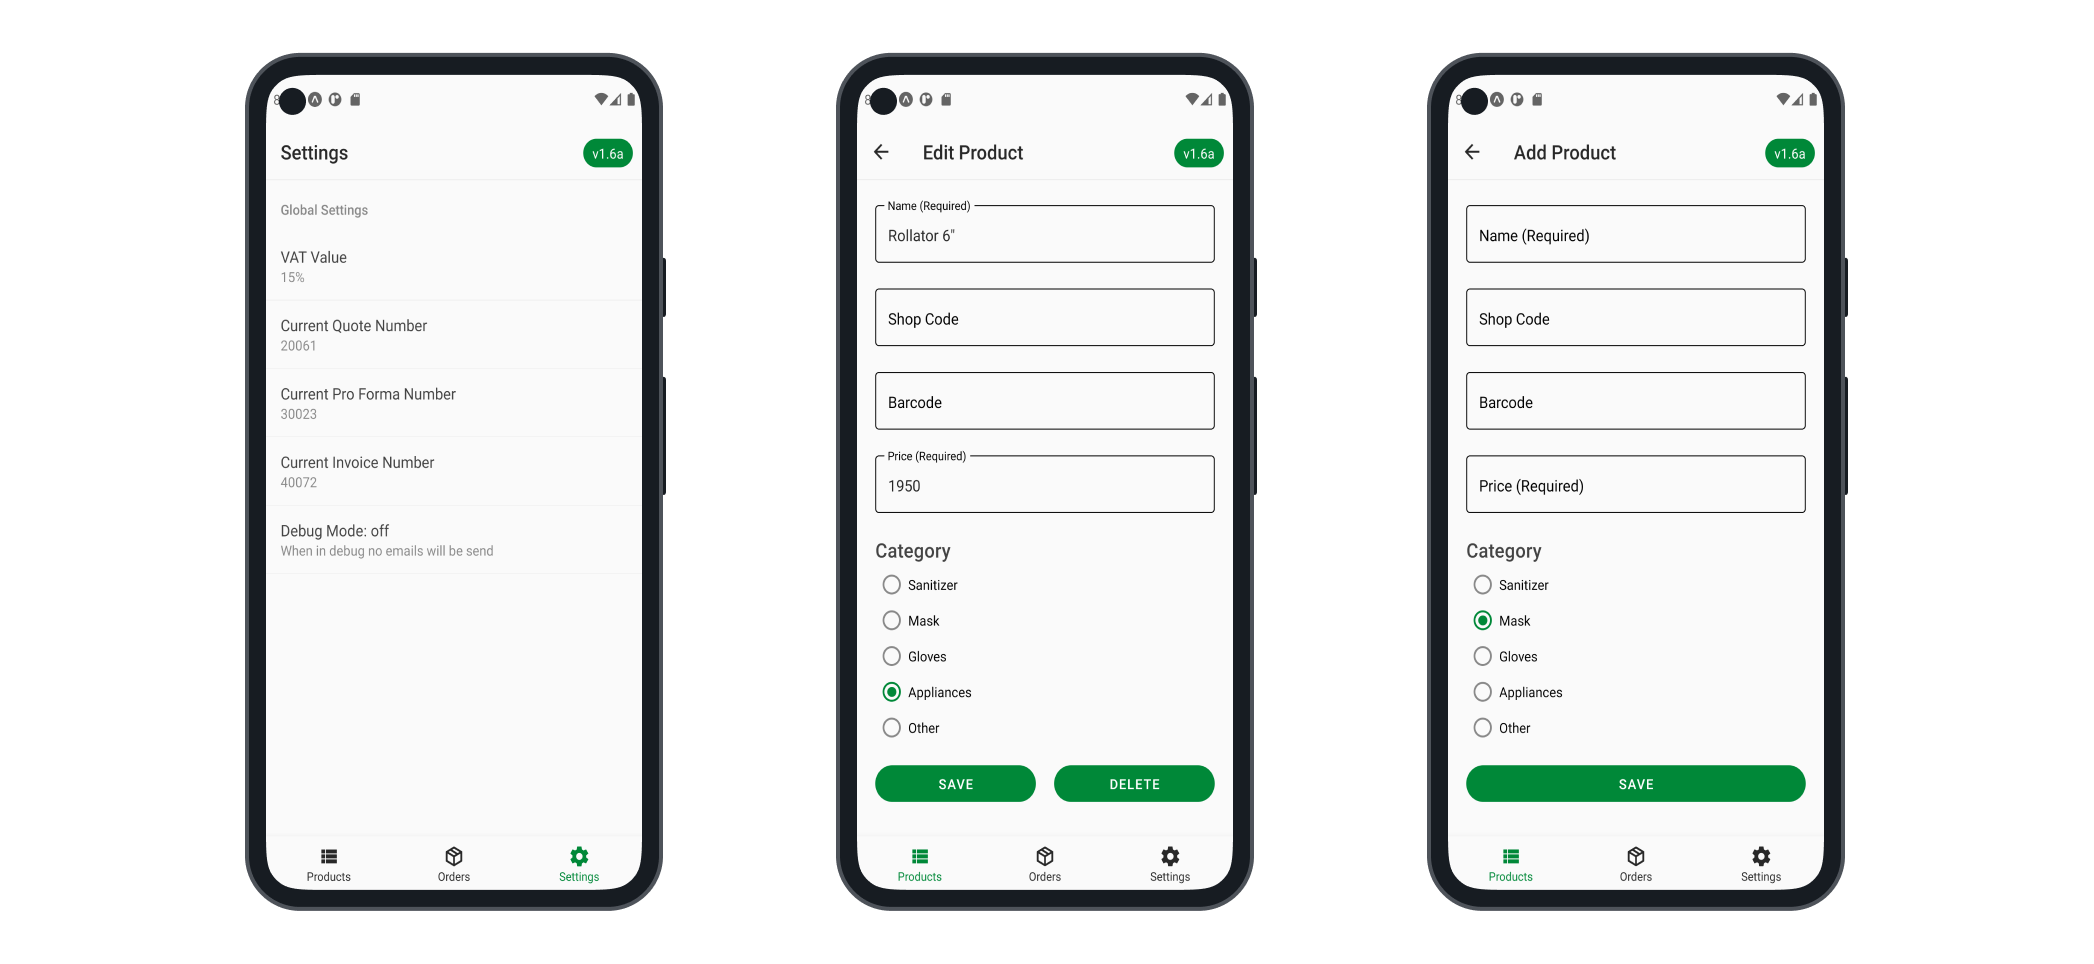 8
Settings
v1.6a
Global Settings
VAT Value
15%
Current Quote Number
20061
Current Pro Forma Number
30023
Current Invoice Number
40072
Debug Mode: off
When in debug no emails will be send
Products
Orders
Settings
8
Edit Product
v1.6a
Name (Required)
Rollator 6"
Shop Code
Barcode
Price (Required)
1950
Category
Sanitizer
Mask
Gloves
Appliances
Other
SAVE
DELETE
Products
Orders
Settings
8
Add Product
v1.6a
Name (Required)
Shop Code
Barcode
Price (Required)
Category
Sanitizer
Mask
Gloves
Appliances
Other
SAVE
Products
Orders
Settings